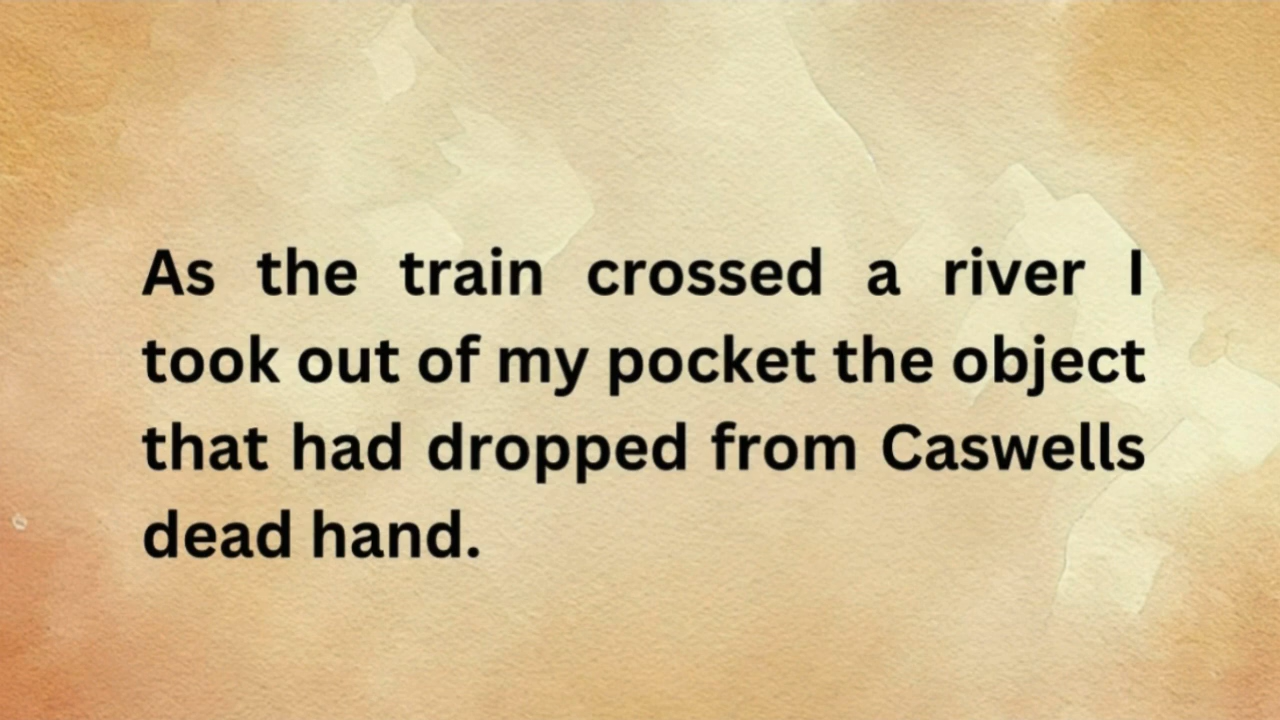 As the train crossed a river I
took out of my pocket the object
that had dropped from Caswells
dead hand.